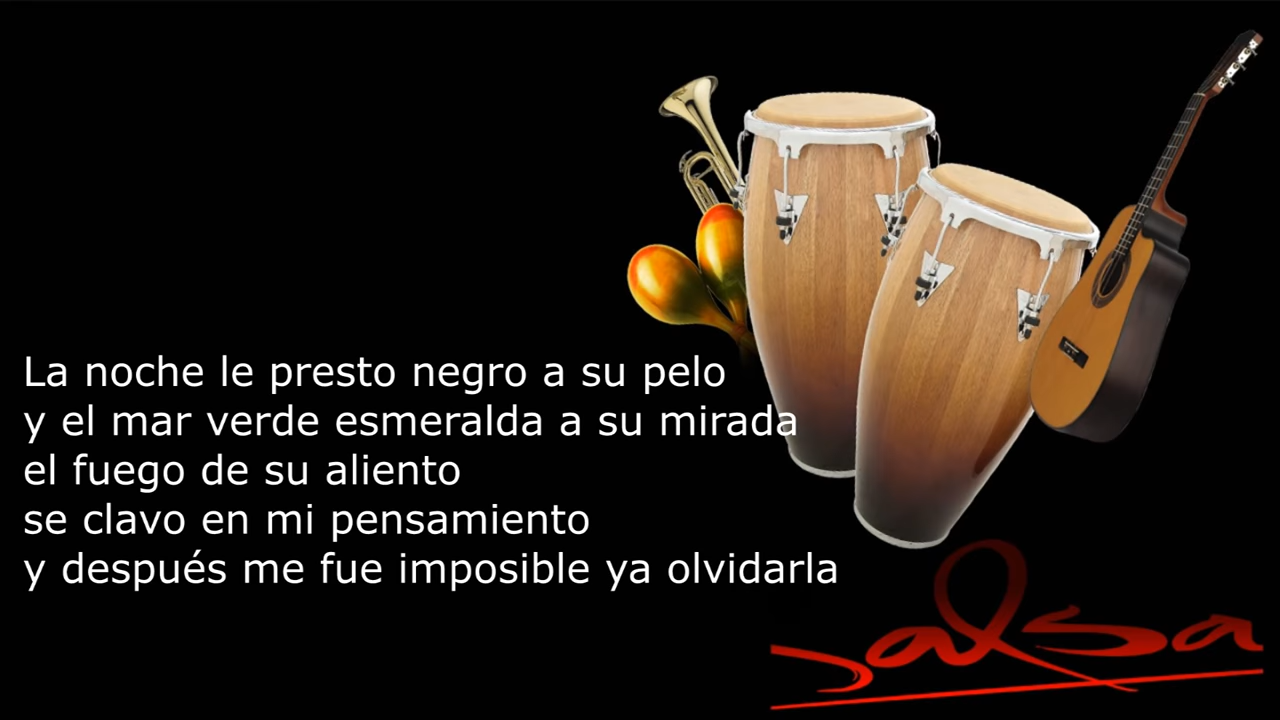 La noche le presto negro a su pelo
y el mar verde esmeralda a su mirada
el fuego de su aliento
se clavo en mi pensamiento
y después me fue imposible ya olvidarla
Salsa